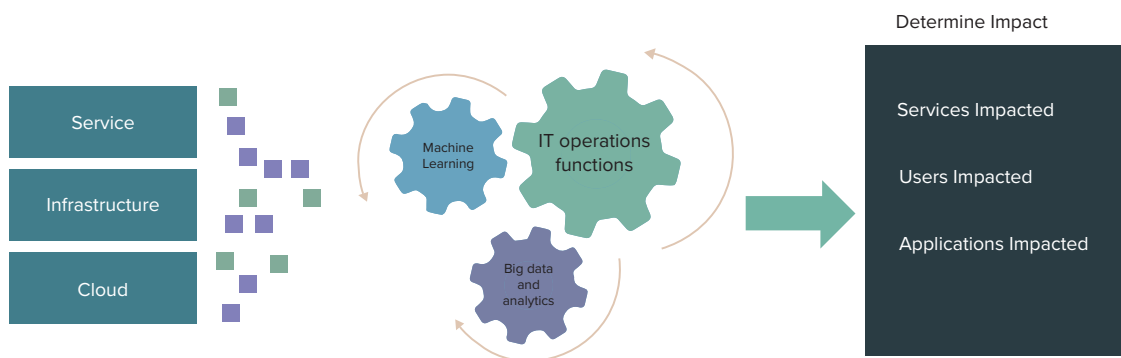 Determine Impact
Service
Infrastructure
Cloud
Machine
Learning
IT operations
functions
Big data
and
analytics
Services Impacted
Users Impacted
Applications Impacted